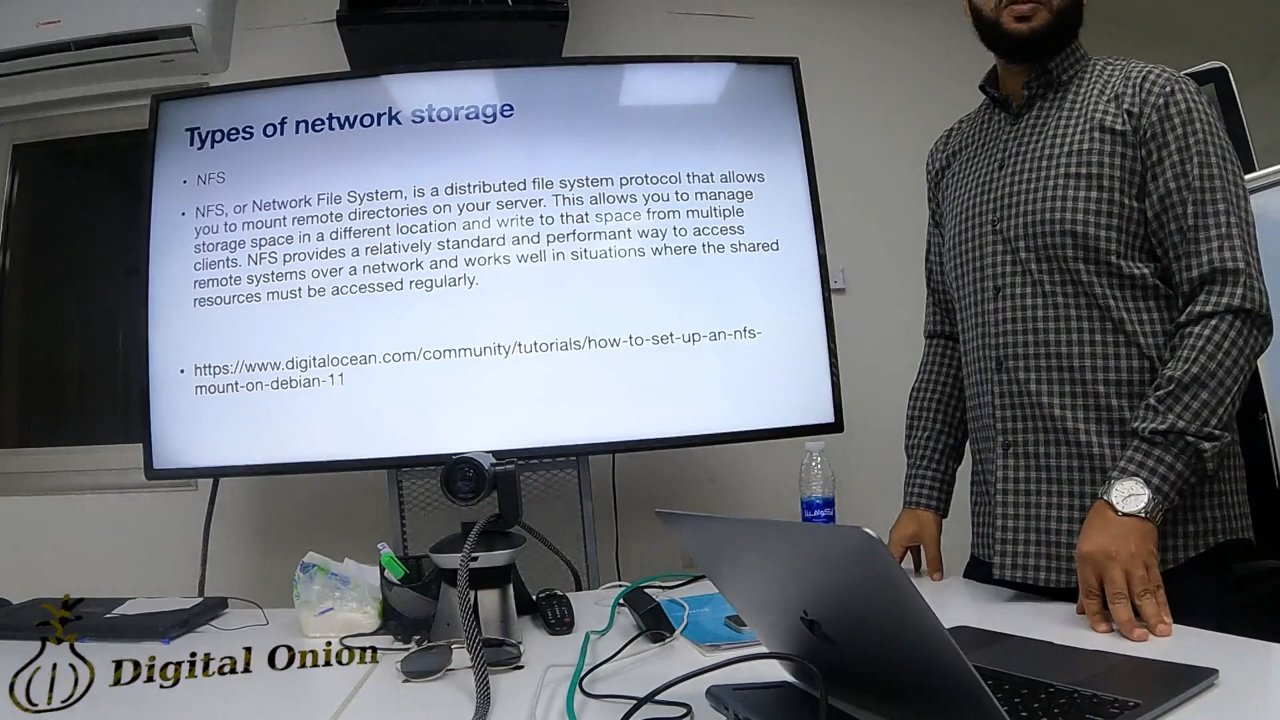 Types of network storage
• NFS
• NFS, or Network File System, is a distributed file system protocol that allows
you to mount remote directories on your server. This allows you to manage
storage space in a different location and write to that space from multiple
clients. NFS provides a relatively standard and performant way to access
remote systems over a network and works well in situations where the shared
resources must be accessed regularly.
• https://www.digitalocean.com/community/tutorials/how-to-set-up-an-nfs-
mount-on-debian-11
Digital Onion